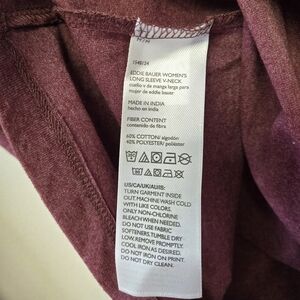 M/M
1548134
EDDIE BAUER WOMEN'S
LONG SLEEVE V-NECK
cuello v de manga larga para
mujer de eddie bauer
MADE IN INDIA
hecho en india
FIBER CONTENT
contenido de fibra
60% COTTON/ algodón
40% POLYESTER/ poliéster
US/CA/UK/AU/IS:
TURN GARMENT INSIDE
OUT. MACHINE WASH COLD
WITH LIKE COLORS.
ONLY NON-CHLORINE
BLEACH WHEN NEEDED.
DO NOT USE FABRIC
SOFTENERS. TUMBLE DRY
LOW. REMOVE PROMPTLY.
COOL IRON AS NEEDED.
DO NOT IRON ON PRINT.
DO NOT DRY CLEAN.